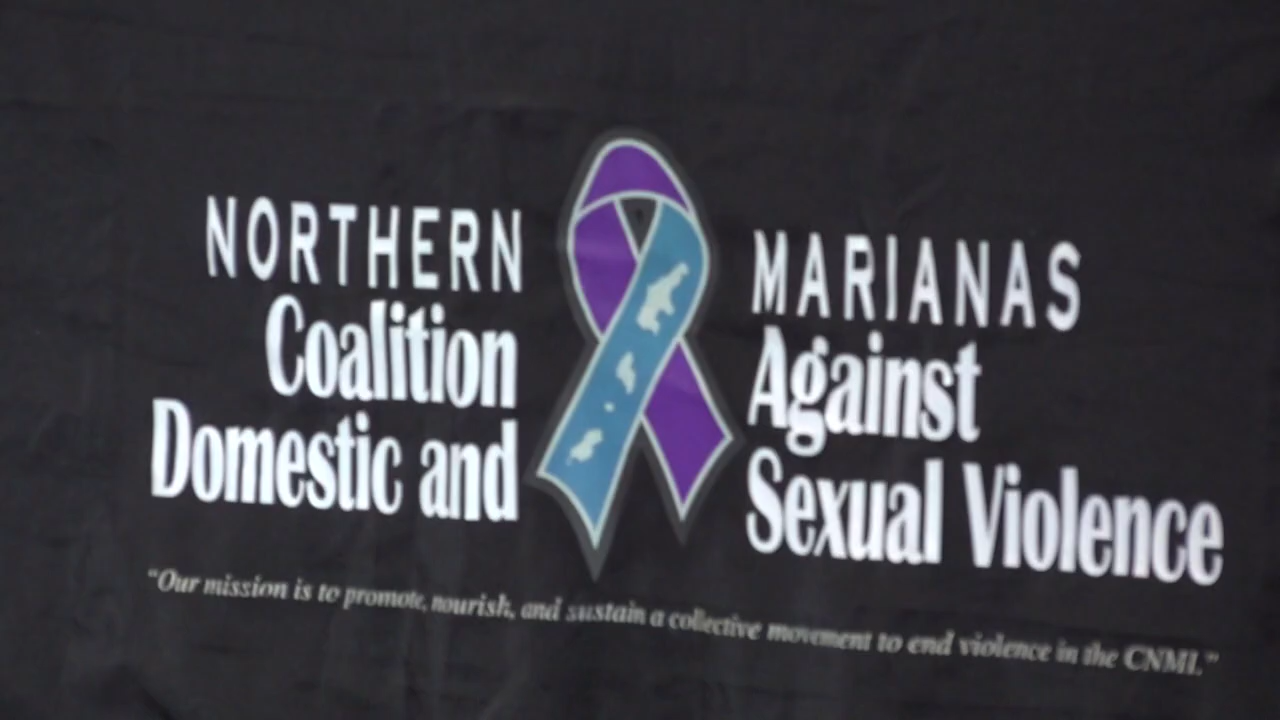 NORTHERN MARIANAS
Coalition Against
Domestic and Sexual Violence
"Our mission is to promote, nourish, and sustain a collective movement to end violence in the CNMI."